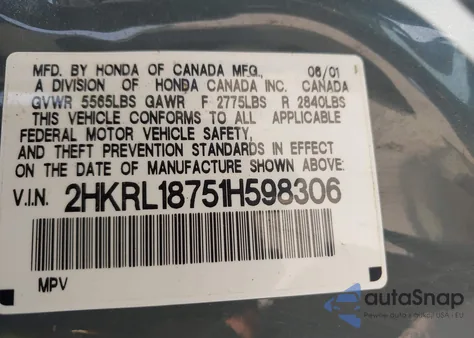 MFD. BY HONDA OF CANADA MFG., 06/01
A DIVISION OF HONDA CANADA INC. CANADA
GVWR 5565LBS GAWR F 2775LBS R 2840LBS
THIS VEHICLE CONFORMS TO ALL APPLICABLE
FEDERAL MOTOR VEHICLE SAFETY,
AND THEFT PREVENTION STANDARDS IN EFFECT
ON THE DATE OF MANUFACTURE SHOWN ABOVE.
V.I.N. 2HKRL18751H598306
MPV
autaSnap